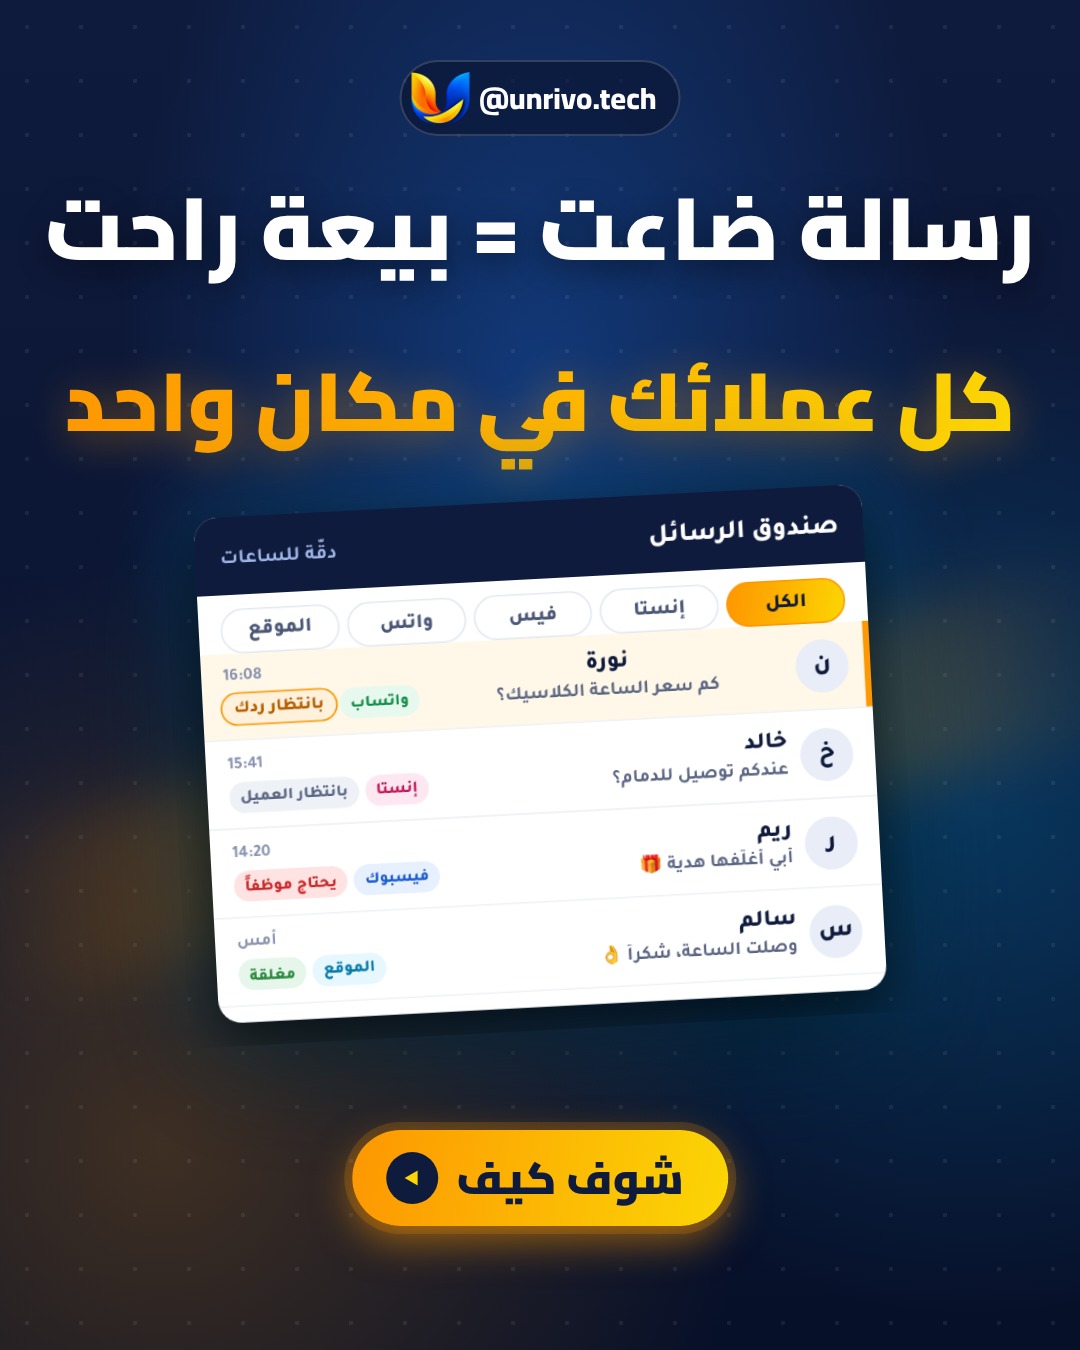 @unrivo.tech
رسالة ضاعت = بيعة راحت
كل عملائك في مكان واحد
صندوق الرسائل
دقّة للساعات
الكل
إنستا
فيس
واتس
الموقع
ن
نورة
كم سعر الساعة الكلاسيك؟
16:08
واتساب
بانتظار ردك
خ
خالد
عندكم توصيل للدمام؟
15:41
إنستا
بانتظار العميل
ر
ريم
أبي أغلّفها هدية 🎁
14:20
فيسبوك
يحتاج موظفاً
س
سالم
وصلت الساعة، شكراً 👌
أمس
الموقع
مغلقة
شوف كيف